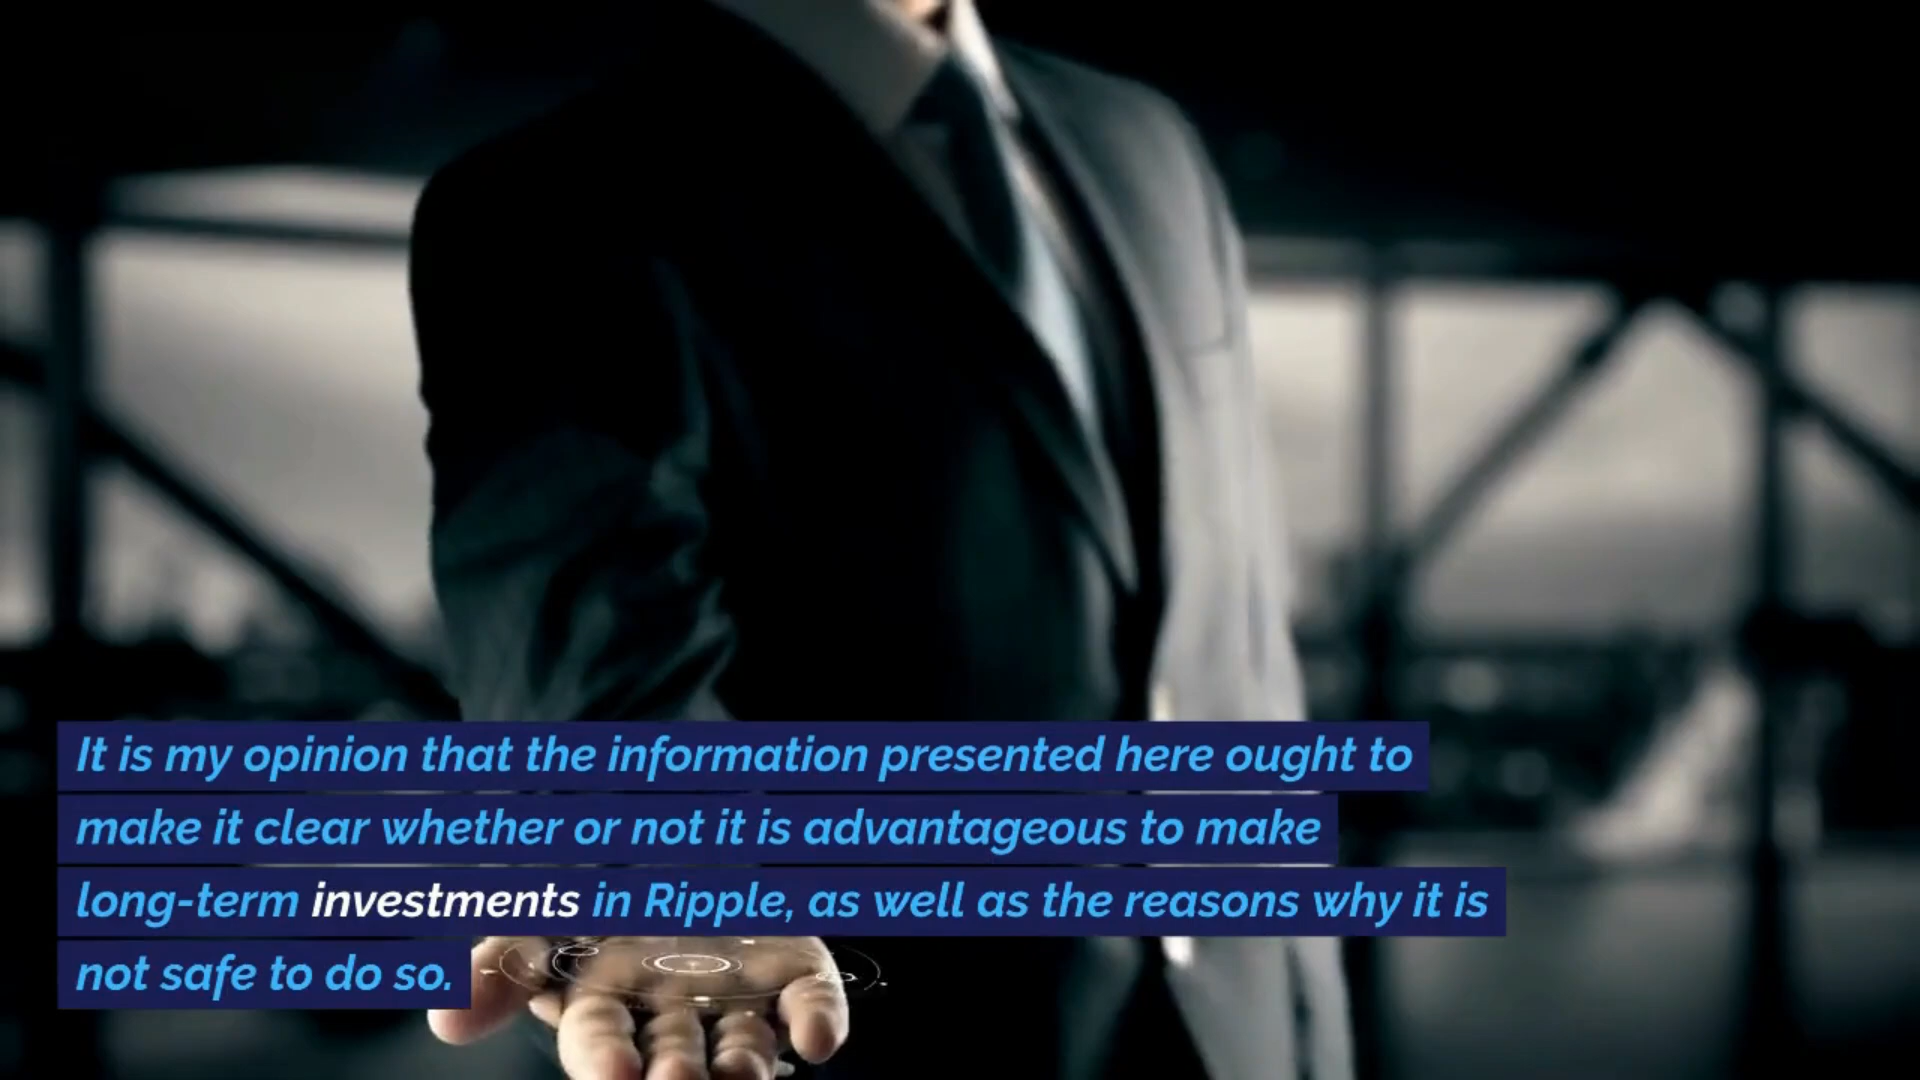 It is my opinion that the information presented here ought to
make it clear whether or not it is advantageous to make
long-term investments in Ripple, as well as the reasons why it is
not safe to do so.